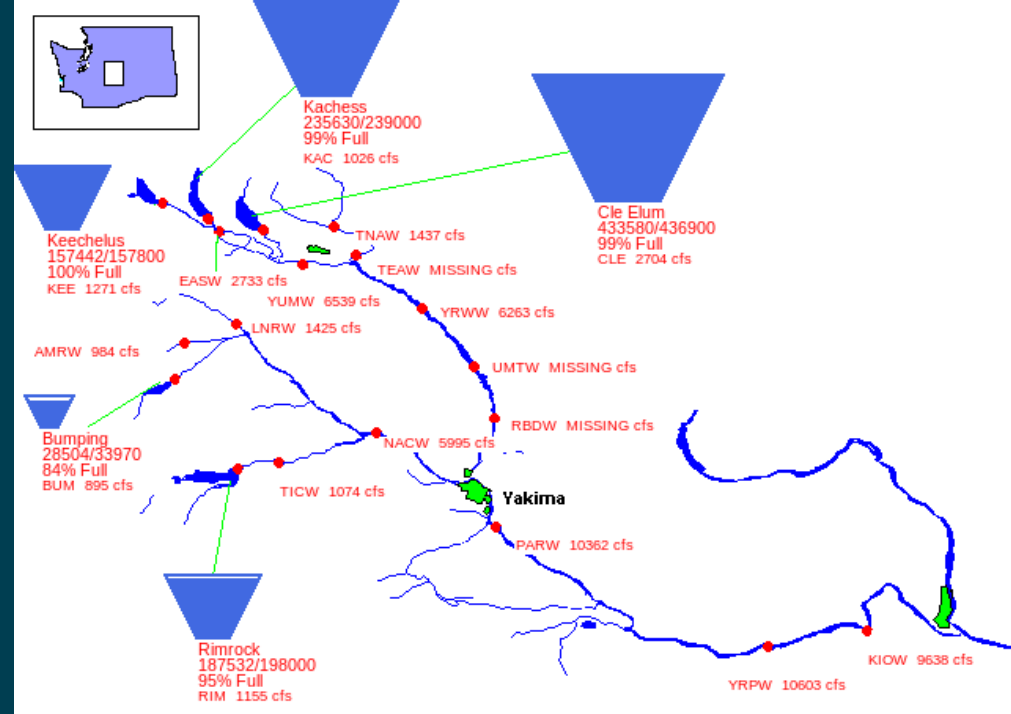 Kachess
235630/239000
99% Full
KAC 1026 cfs
Cle Elum
433580/436900
99% Full
CLE 2704 cfs
Keechelus
157442/157800
100% Full
KEE 1271 cfs
TNAW 1437 cfs
TEAW MISSING cfs
EASW 2733 cfs
YUMW 6539 cfs
YRWW 6263 cfs
LNRW 1425 cfs
AMRW 984 cfs
UMTW MISSING cfs
RBDW MISSING cfs
Bumping
28504/33970
84% Full
BUM 895 cfs
NACW 5995 cfs
TICW 1074 cfs
Yakima
PARW 10362 cfs
Rimrock
187532/198000
95% Full
RIM 1155 cfs
KIOW 9638 cfs
YRPW 10603 cfs